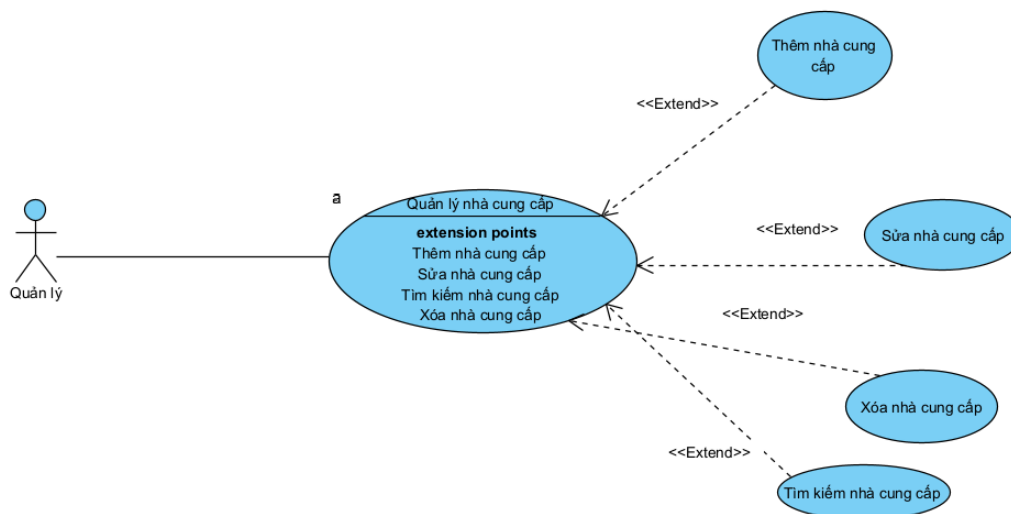 Thêm nhà cung
cấp
<<Extend>>
a
Quản lý nhà cung cấp
extension points
Thêm nhà cung cấp
Sửa nhà cung cấp
Tìm kiếm nhà cung cấp
Xóa nhà cung cấp
Quản lý
<<Extend>>
Sửa nhà cung cấp
<<Extend>>
Xóa nhà cung cấp
<<Extend>>
Tìm kiếm nhà cung cấp